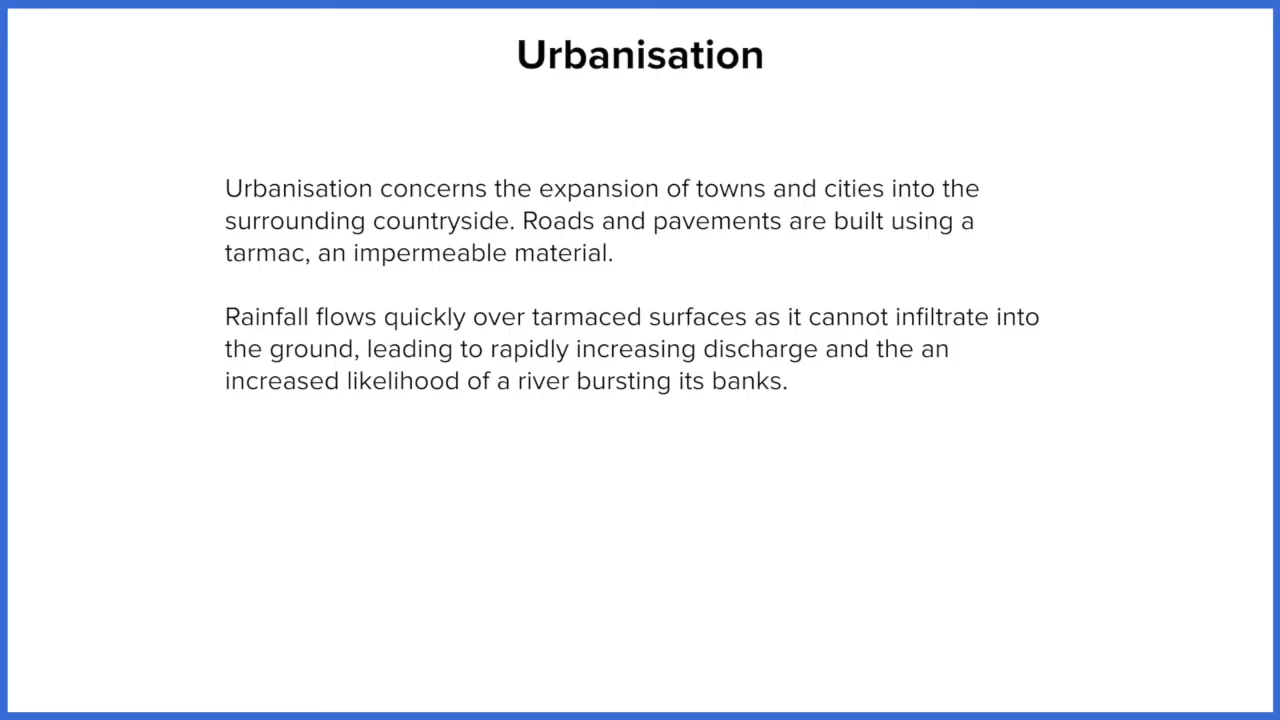 Urbanisation
Urbanisation concerns the expansion of towns and cities into the
surrounding countryside. Roads and pavements are built using a
tarmac, an impermeable material.
Rainfall flows quickly over tarmaced surfaces as it cannot infiltrate into
the ground, leading to rapidly increasing discharge and the an
increased likelihood of a river bursting its banks.